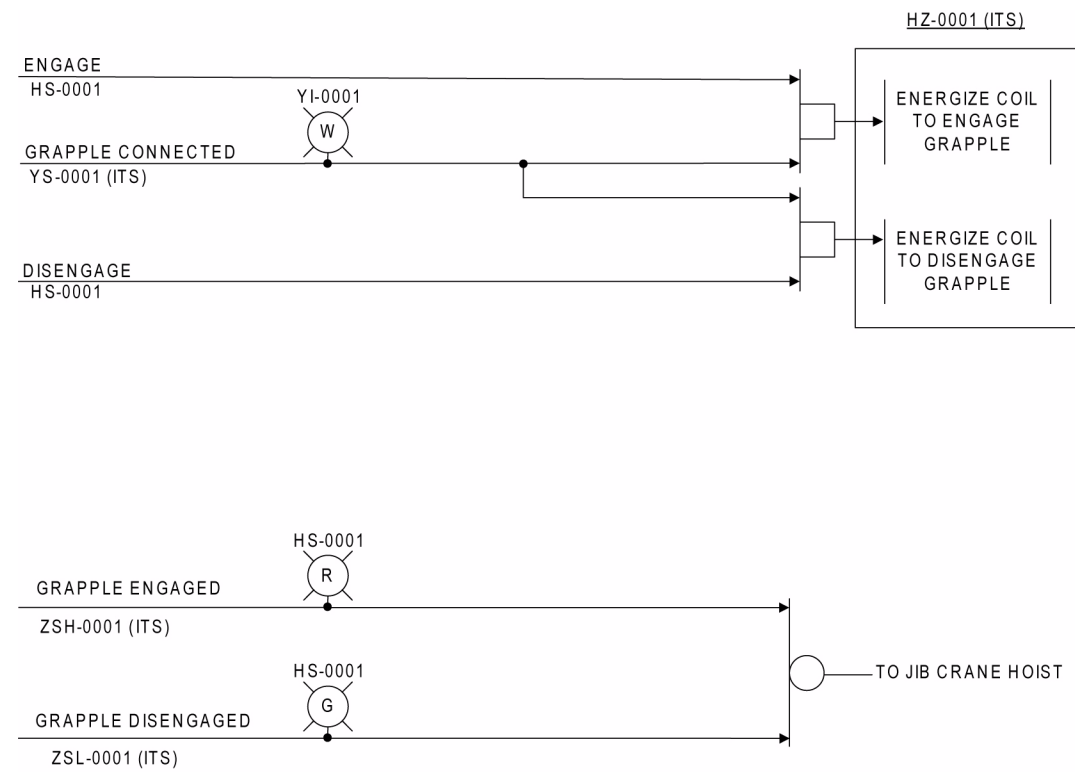 HZ-0001 (ITS)
ENGAGE
HS-0001
YI-0001
W
GRAPPLE CONNECTED
YS-0001 (ITS)
ENERGIZE COIL
TO ENGAGE
GRAPPLE
DISENGAGE
HS-0001
ENERGIZE COIL
TO DISENGAGE
GRAPPLE
HS-0001
R
GRAPPLE ENGAGED
ZSH-0001 (ITS)
HS-0001
G
GRAPPLE DISENGAGED
ZSL-0001 (ITS)
TO JIB CRANE HOIST